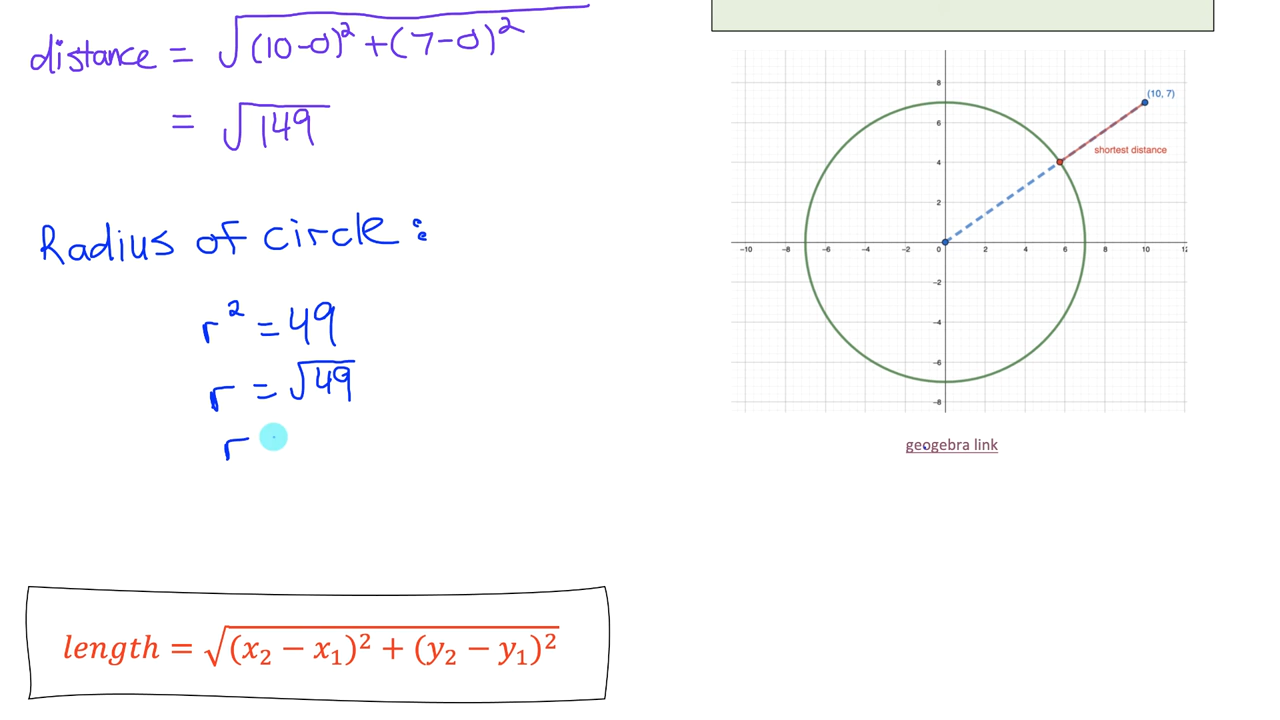 distance = √(10-0)² + (7-0)²
= √149
Radius of circle:
r² = 49
r = √49
r
length = √(x₂ − x₁)² + (y₂ − y₁)²
8
6
4
2
0
−2
−4
−6
−8
−10 −8 −6 −4 −2 2 4 6 8 10
(10, 7)
shortest distance
geogebra link